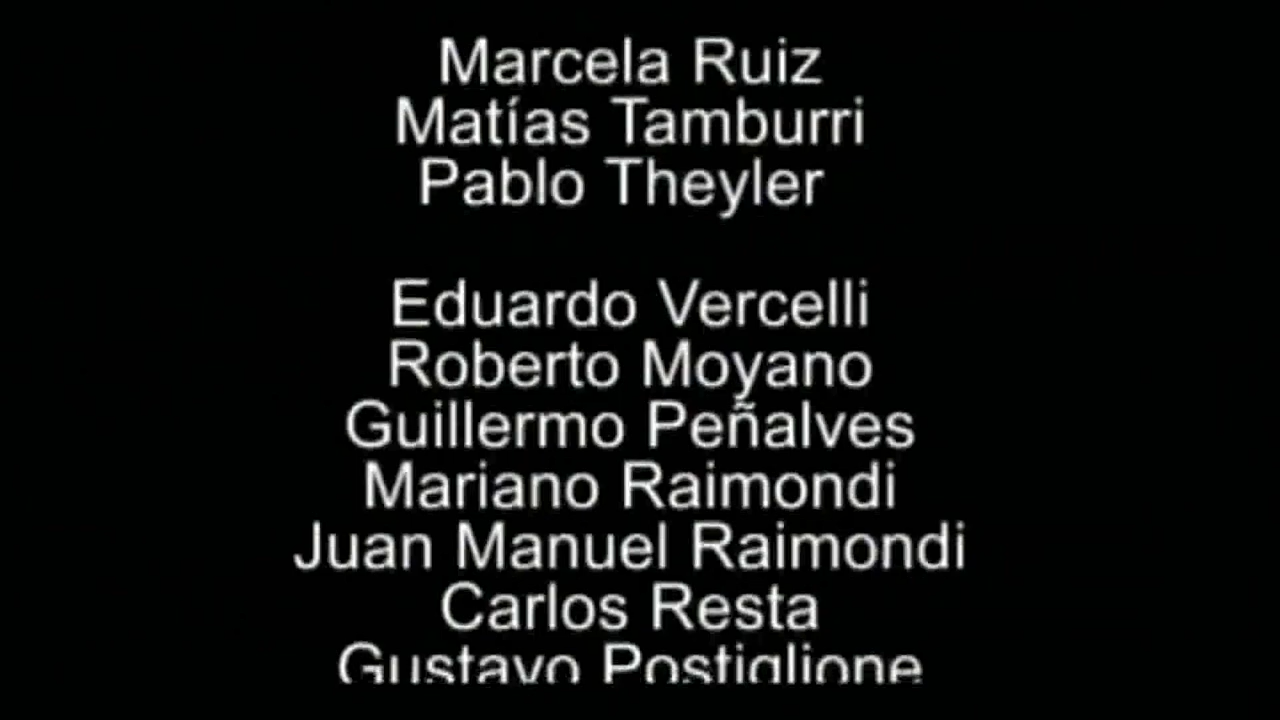 Marcela Ruiz
Matías Tamburri
Pablo Theyler
Eduardo Vercelli
Roberto Moyano
Guillermo Peñalves
Mariano Raimondi
Juan Manuel Raimondi
Carlos Resta
Gustavo Postiglione